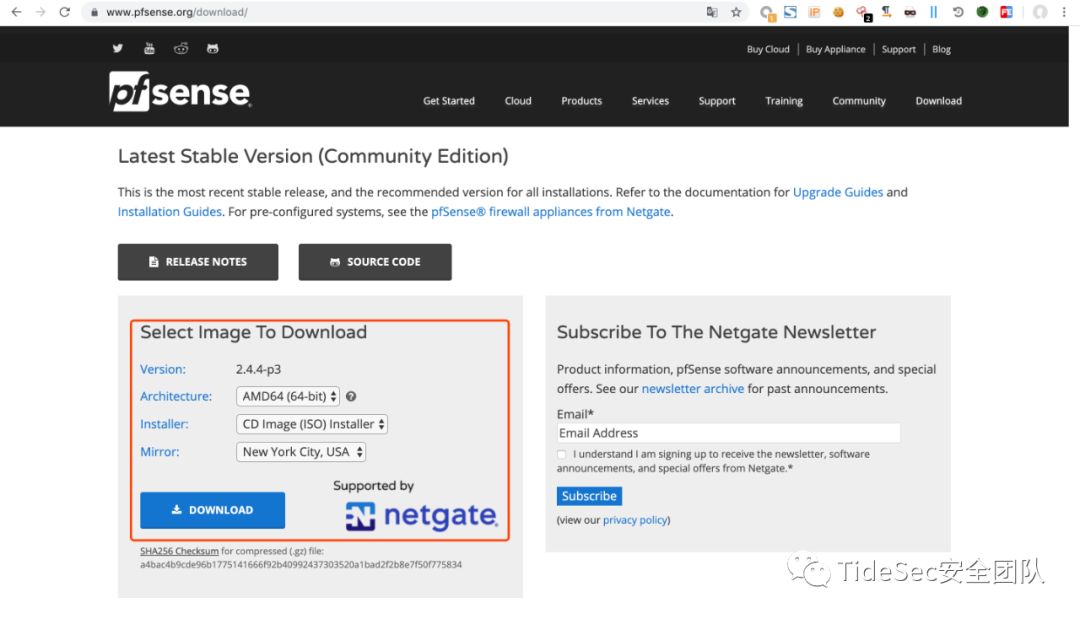 www.pfsense.org/download/
Buy Cloud | Buy Appliance | Support | Blog
pfsense
Get Started Cloud Products Services Support Training Community Download
Latest Stable Version (Community Edition)
This is the most recent stable release, and the recommended version for all installations. Refer to the documentation for Upgrade Guides and
Installation Guides. For pre-configured systems, see the pfSense® firewall appliances from Netgate.
RELEASE NOTES
SOURCE CODE
Select Image To Download
Version: 2.4.4-p3
Architecture: AMD64 (64-bit)
Installer: CD Image (ISO) Installer
Mirror: New York City, USA
Supported by
DOWNLOAD
netgate
SHA256 Checksum for compressed (.gz) file:
a4bac4b9cde96b1775141666f92b40992437303520a1bad2f2b8e7f50f775834
Subscribe To The Netgate Newsletter
Product information, pfSense software announcements, and special
offers. See our newsletter archive for past announcements.
Email*
Email Address
I understand I am signing up to receive the newsletter, software
announcements, and special offers from Netgate.*
Subscribe
(view our privacy policy)
TideSec安全团队